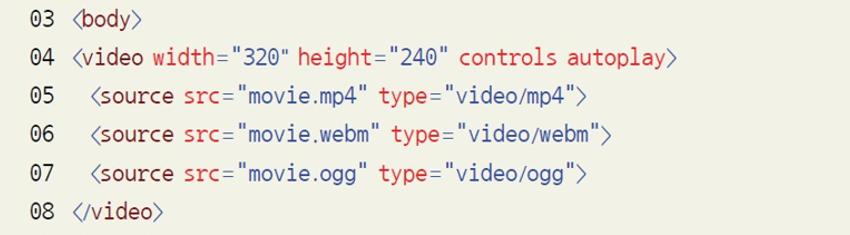 03 <body>
04 <video width="320" height="240" controls autoplay>
05 <source src="movie.mp4" type="video/mp4">
06 <source src="movie.webm" type="video/webm">
07 <source src="movie.ogg" type="video/ogg">
08 </video>